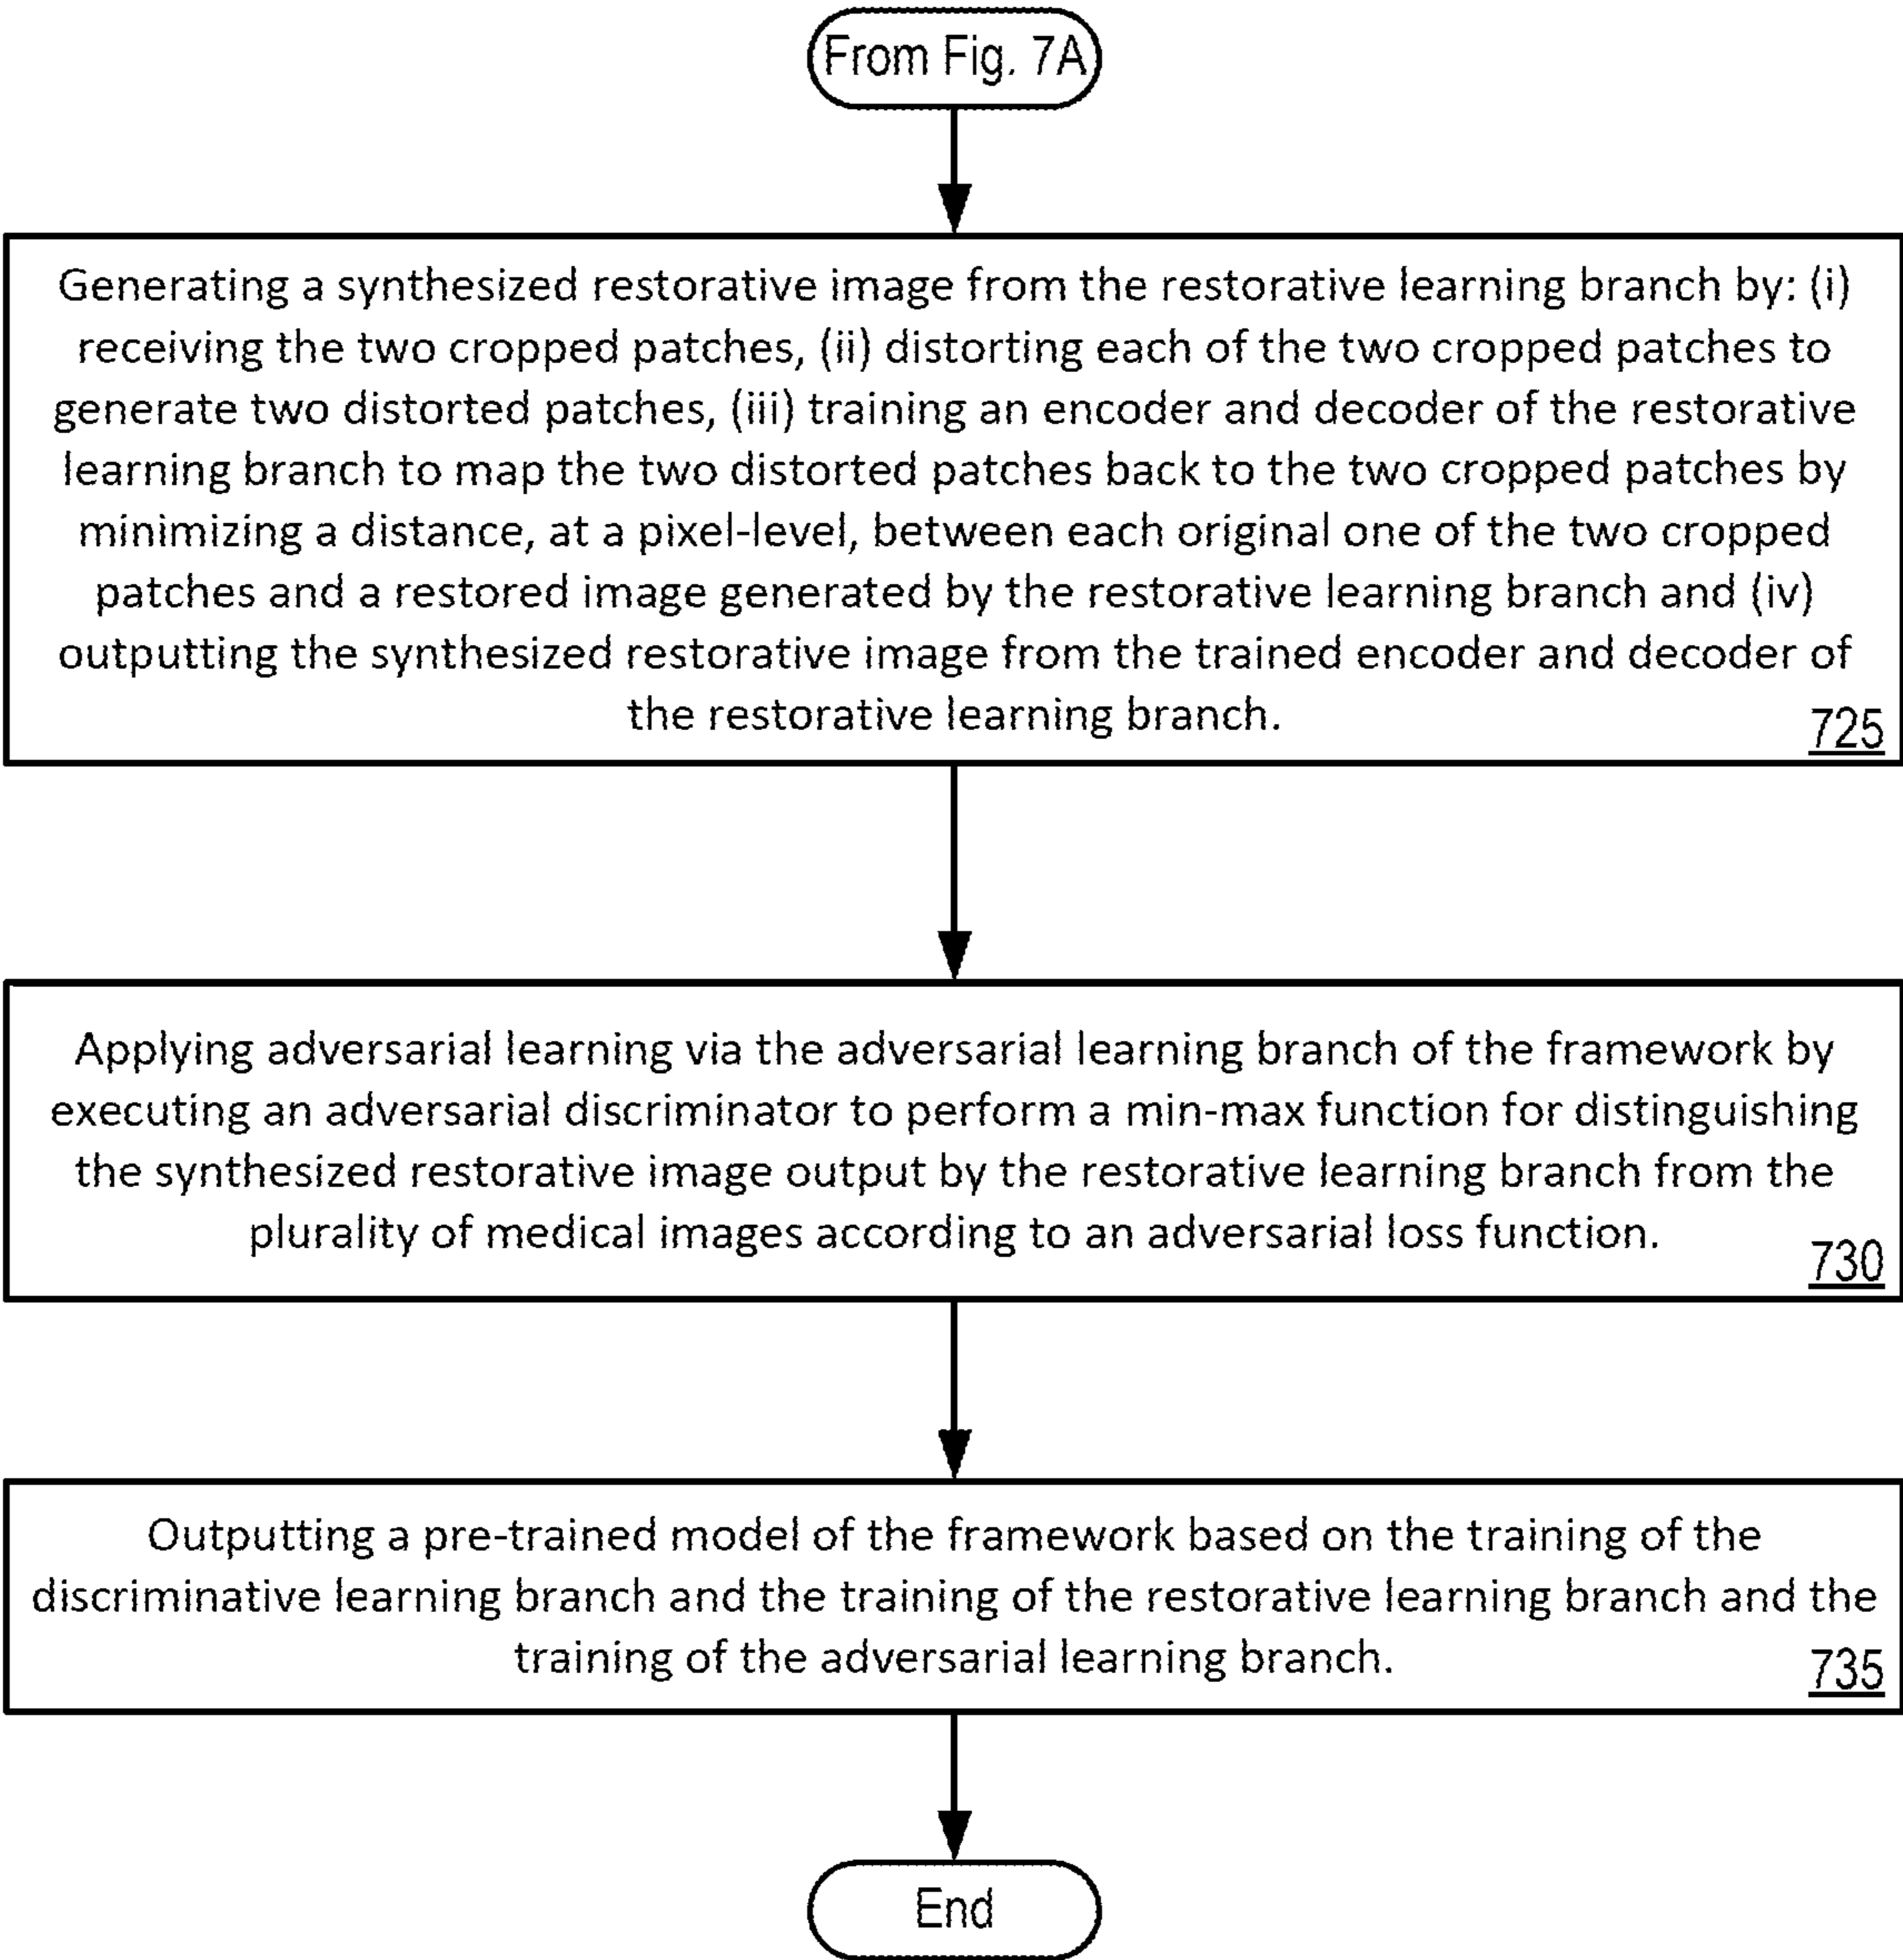 From Fig. 7A
Generating a synthesized restorative image from the restorative learning branch by: (i)
receiving the two cropped patches, (ii) distorting each of the two cropped patches to
generate two distorted patches, (iii) training an encoder and decoder of the restorative
learning branch to map the two distorted patches back to the two cropped patches by
minimizing a distance, at a pixel-level, between each original one of the two cropped
patches and a restored image generated by the restorative learning branch and (iv)
outputting the synthesized restorative image from the trained encoder and decoder of
the restorative learning branch.
725
Applying adversarial learning via the adversarial learning branch of the framework by
executing an adversarial discriminator to perform a min-max function for distinguishing
the synthesized restorative image output by the restorative learning branch from the
plurality of medical images according to an adversarial loss function.
730
Outputting a pre-trained model of the framework based on the training of the
discriminative learning branch and the training of the restorative learning branch and the
training of the adversarial learning branch.
735
End